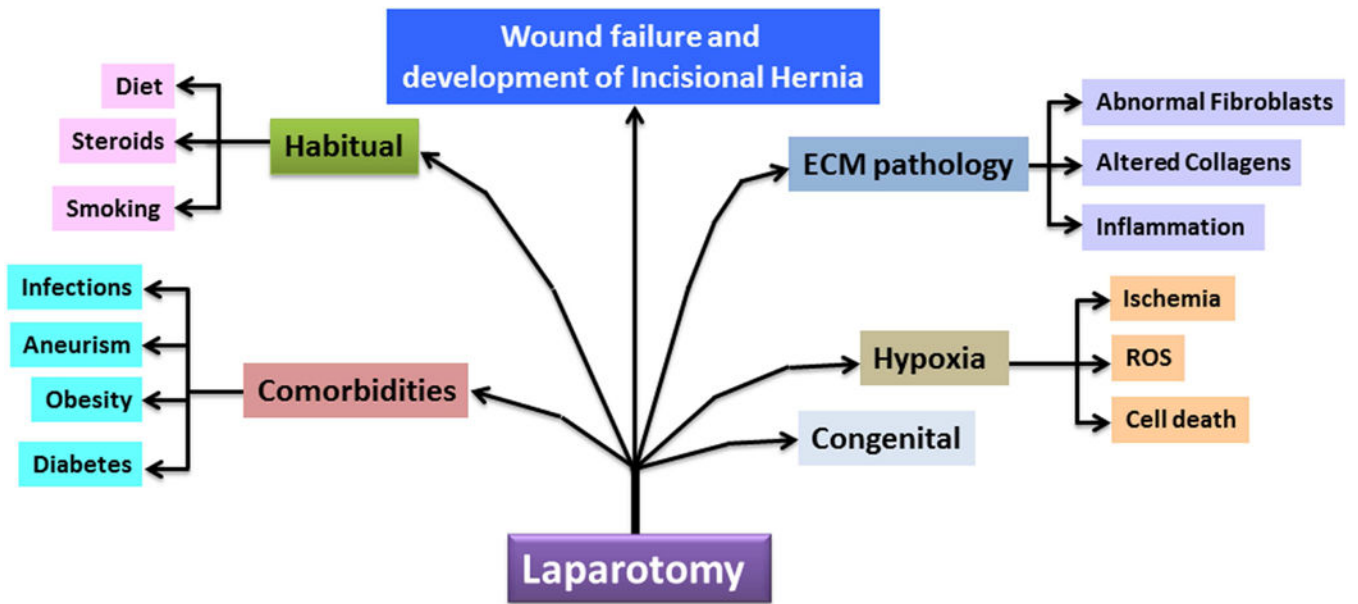 Wound failure and
development of Incisional Hernia
Diet
Steroids
Smoking
Habitual
Infections
Aneurism
Obesity
Diabetes
Comorbidities
ECM pathology
Abnormal Fibroblasts
Altered Collagens
Inflammation
Hypoxia
Ischemia
ROS
Cell death
Congenital
Laparotomy